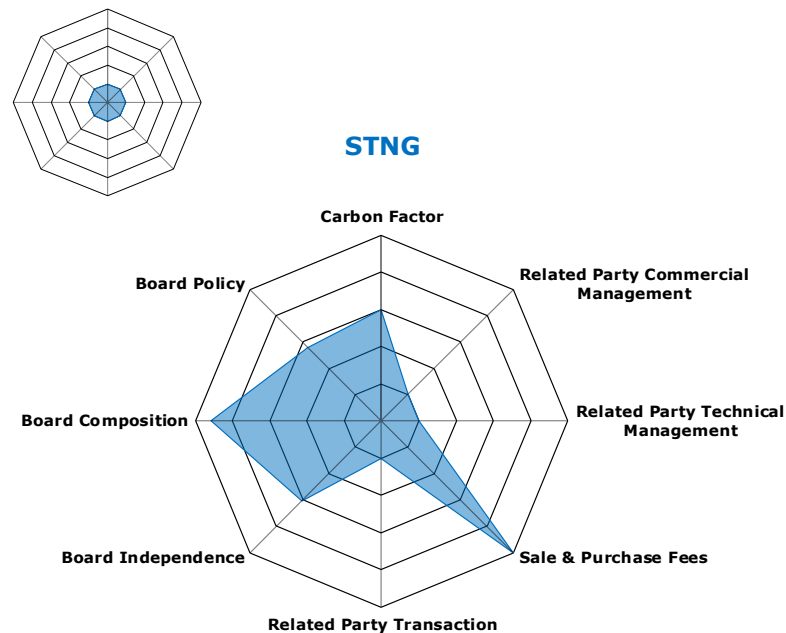 STNG
Carbon Factor
Related Party Commercial
Management
Board Policy
Board Composition
Related Party Technical
Management
Board Independence
Sale & Purchase Fees
Related Party Transaction